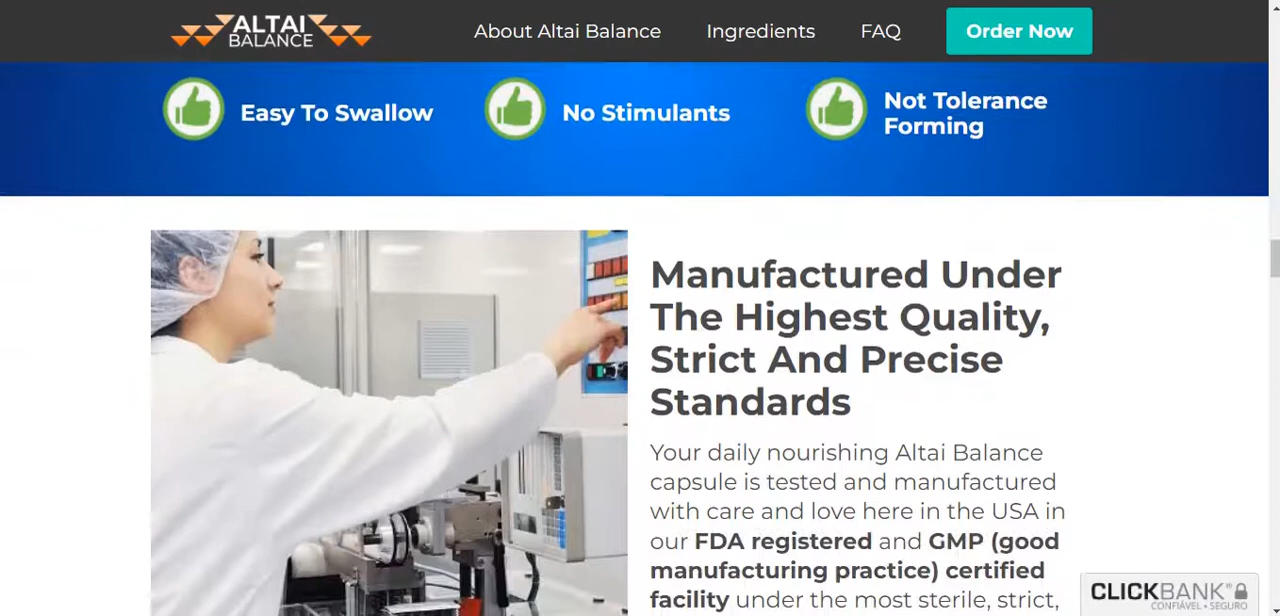 ALTAI
BALANCE
About Altai Balance
Ingredients
FAQ
Order Now
Easy To Swallow
No Stimulants
Not Tolerance
Forming
Manufactured Under
The Highest Quality,
Strict And Precise
Standards
Your daily nourishing Altai Balance
capsule is tested and manufactured
with care and love here in the USA in
our FDA registered and GMP (good
manufacturing practice) certified
facility under the most sterile, strict,
CLICKBANK®
CONFIÁVEL • SEGURO